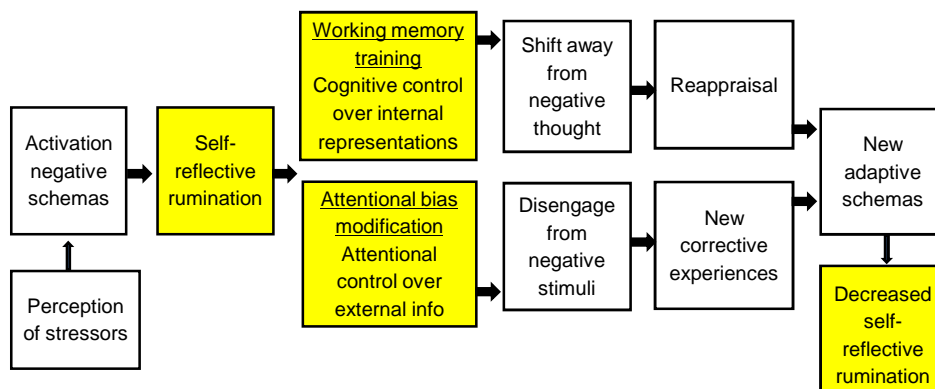 Working memory
training
Cognitive control
over internal
representations
Shift away
from
negative
thought
Reappraisal
Activation
negative
schemas
Self-
reflective
rumination
New
adaptive
schemas
Attentional bias
modification
Attentional
control over
external info
Disengage
from
negative
stimuli
New
corrective
experiences
Perception
of stressors
Decreased
self-
reflective
rumination